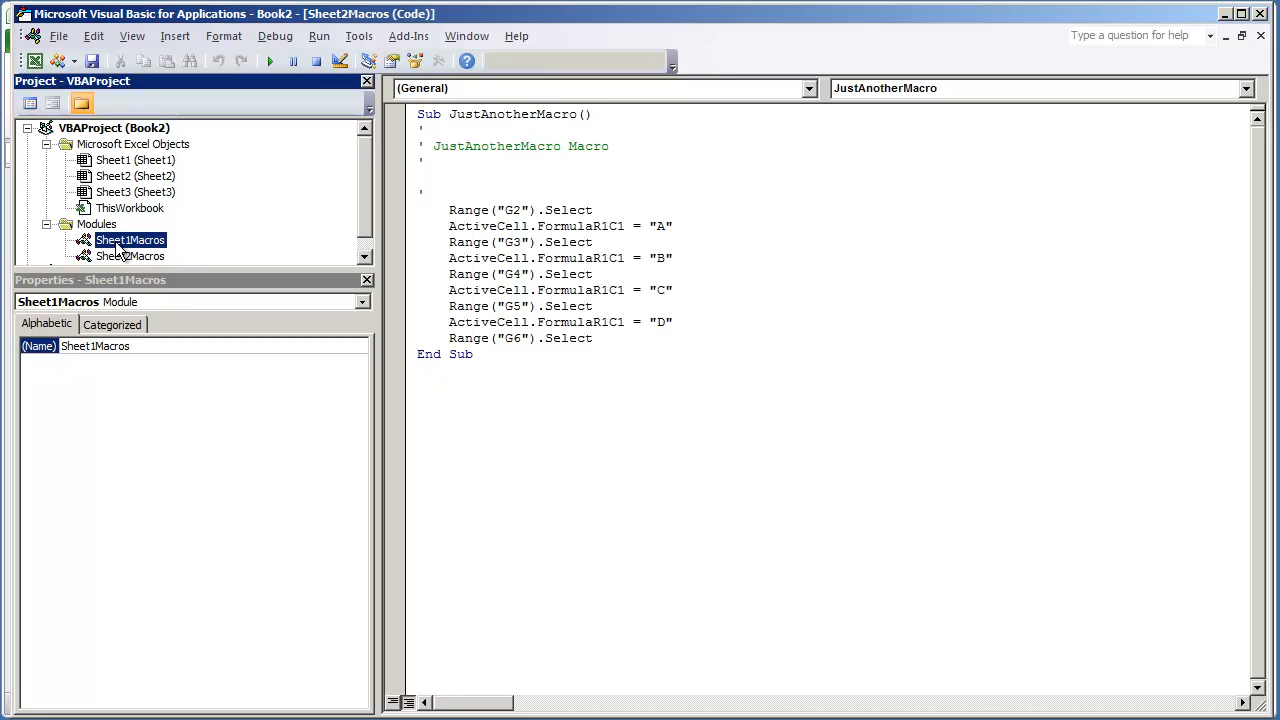 Microsoft Visual Basic for Applications - Book2 - [Sheet2Macros (Code)]
File Edit View Insert Format Debug Run Tools Add-Ins Window Help
Type a question for help
Project - VBAProject
(General)
JustAnotherMacro
VBAProject (Book2)
Microsoft Excel Objects
Sheet1 (Sheet1)
Sheet2 (Sheet2)
Sheet3 (Sheet3)
ThisWorkbook
Modules
Sheet1Macros
Sheet2Macros
Properties - Sheet1Macros
Sheet1Macros Module
Alphabetic Categorized
(Name) Sheet1Macros
Sub JustAnotherMacro()
'
' JustAnotherMacro Macro
'
'
Range("G2").Select
ActiveCell.FormulaR1C1 = "A"
Range("G3").Select
ActiveCell.FormulaR1C1 = "B"
Range("G4").Select
ActiveCell.FormulaR1C1 = "C"
Range("G5").Select
ActiveCell.FormulaR1C1 = "D"
Range("G6").Select
End Sub